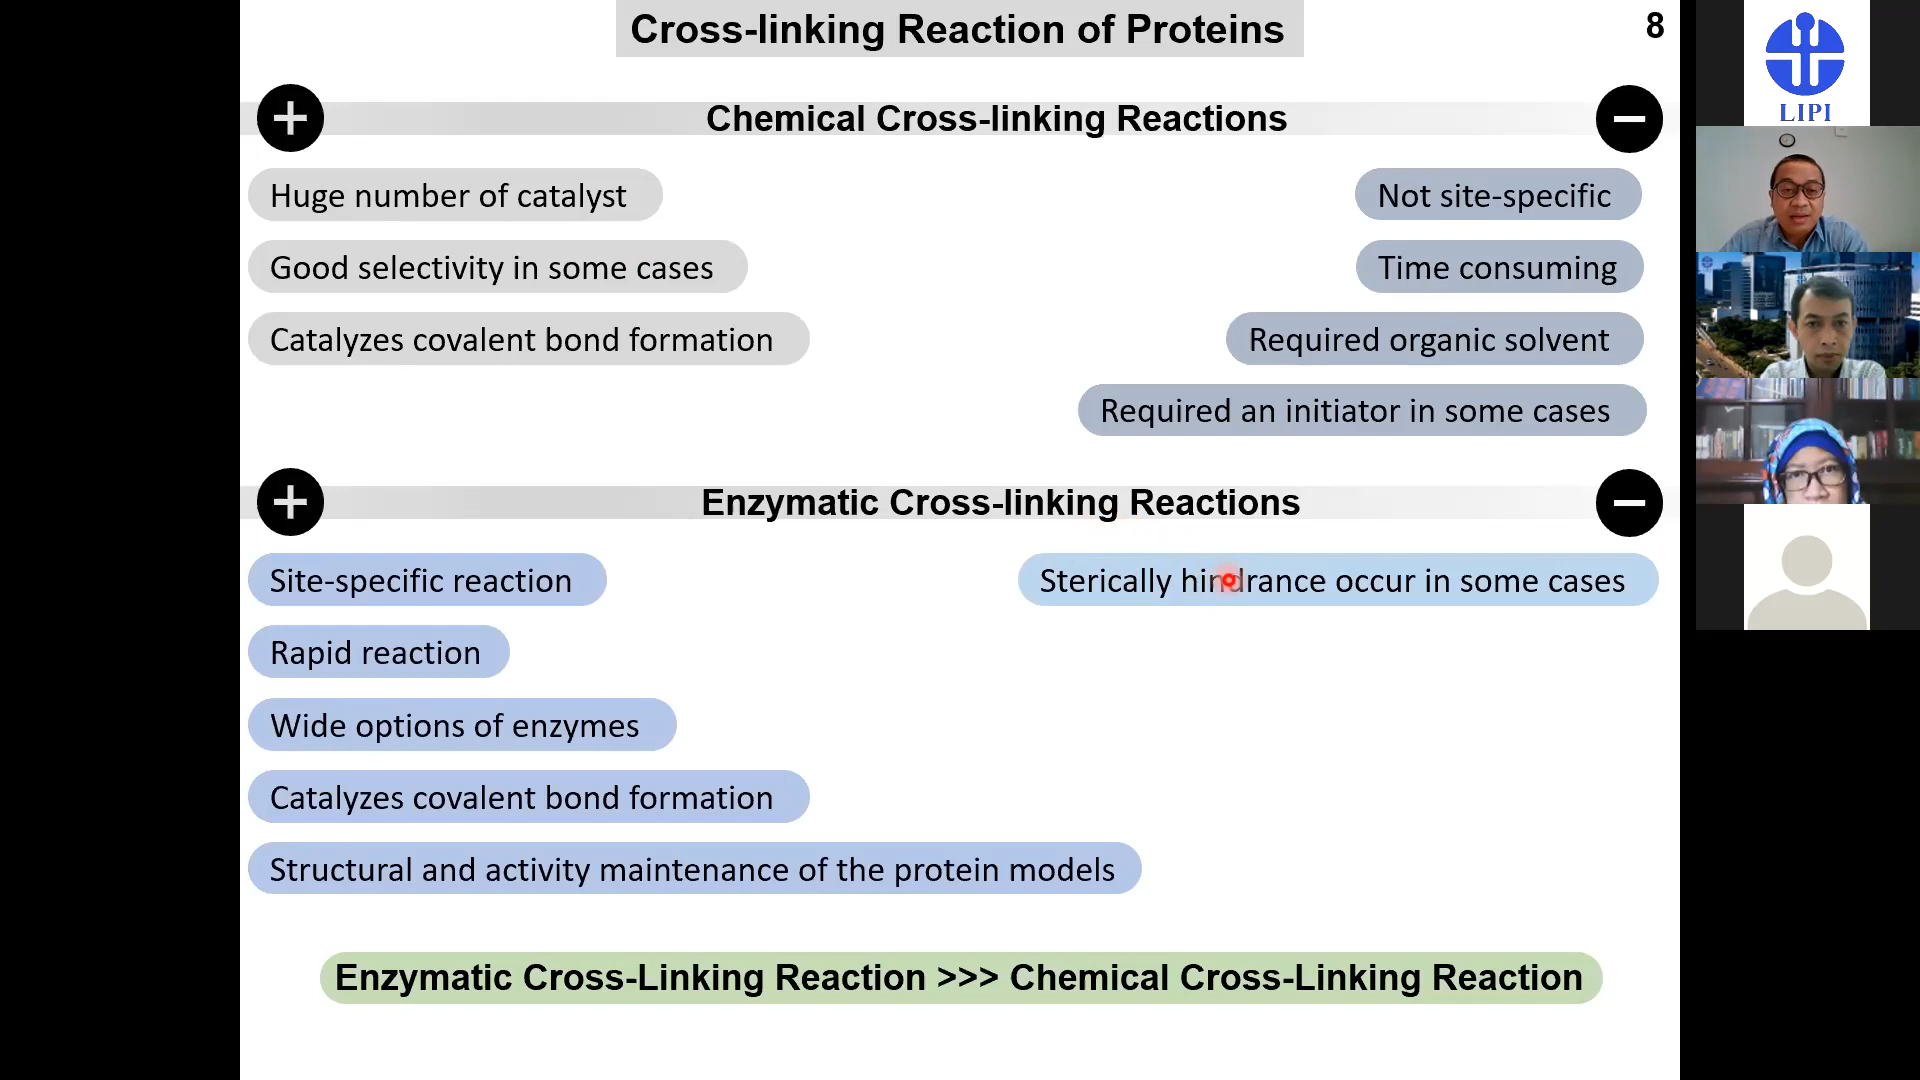 Cross-linking Reaction of Proteins
8
LIPI
Chemical Cross-linking Reactions
Huge number of catalyst
Not site-specific
Good selectivity in some cases
Time consuming
Catalyzes covalent bond formation
Required organic solvent
Required an initiator in some cases
Enzymatic Cross-linking Reactions
Site-specific reaction
Sterically hindrance occur in some cases
Rapid reaction
Wide options of enzymes
Catalyzes covalent bond formation
Structural and activity maintenance of the protein models
Enzymatic Cross-Linking Reaction >>> Chemical Cross-Linking Reaction